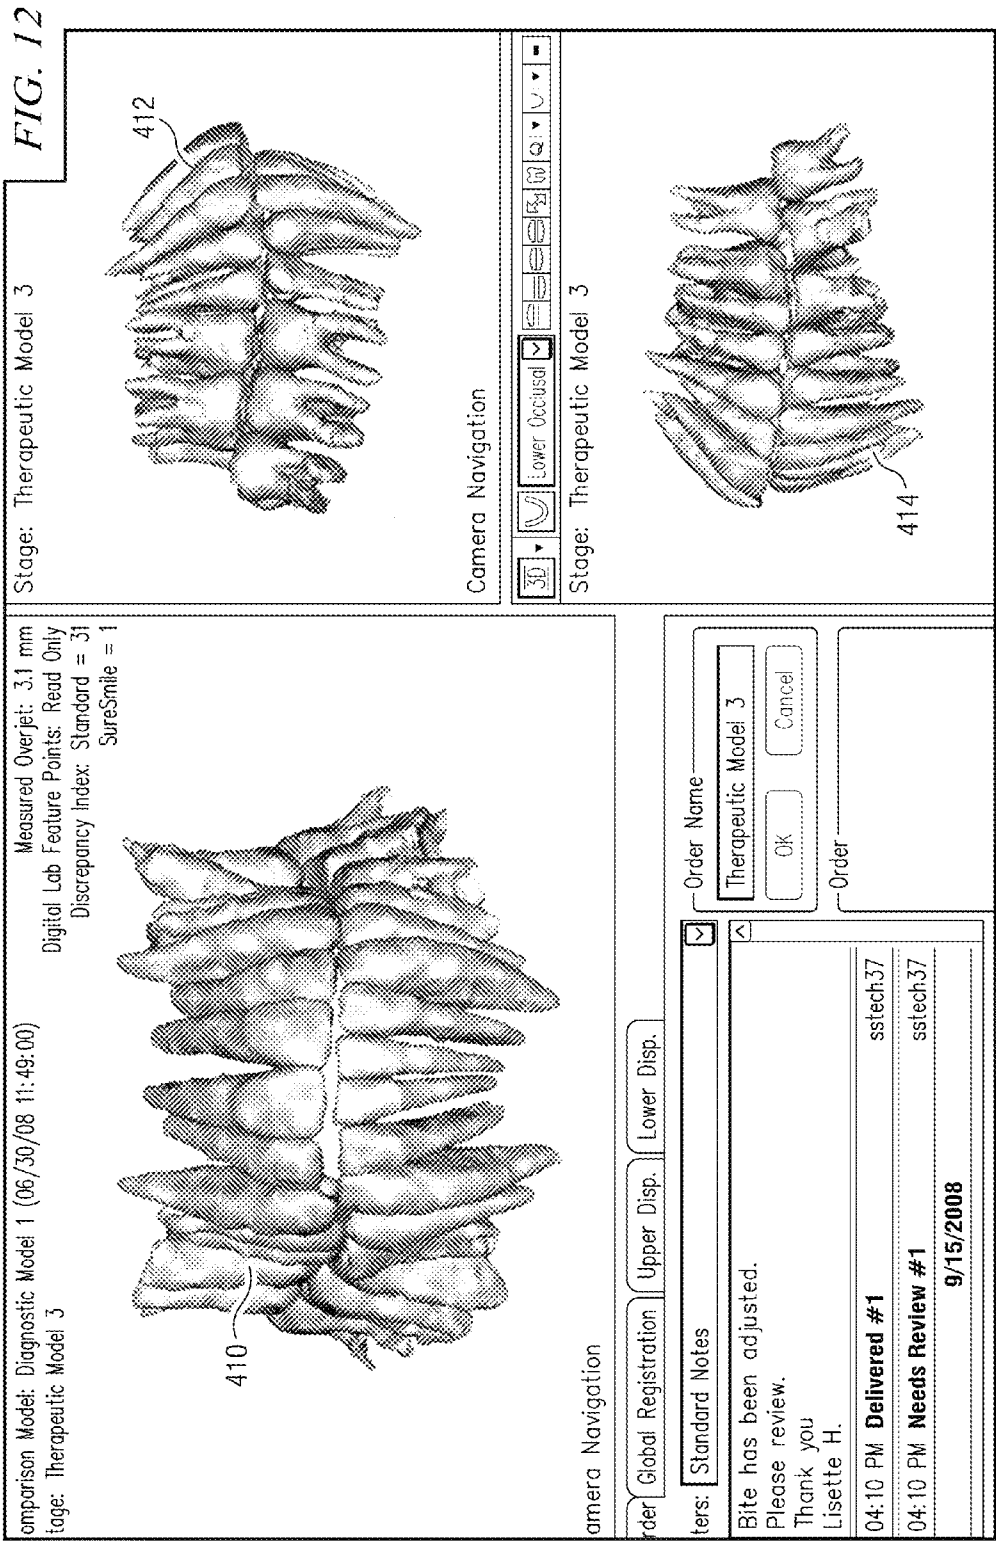 FIG. 12
omparison Model: Diagnostic Model 1 (06/30/08 11:49:00)
tage: Therapeutic Model 3
Measured Overjet: 3.1 mm
Digital Lab Feature Points: Read Only
Discrepancy Index: Standard = 31
SureSmile = 1
410
amera Navigation
Stage: Therapeutic Model 3
412
Camera Navigation
3D
Lower Occlusal
Stage: Therapeutic Model 3
414
rder
Global Registration
Upper Disp.
Lower Disp.
ters: Standard Notes
Bite has been adjusted.
Please review.
Thank you
Lisette H.
04:10 PM Delivered #1 sstech37
04:10 PM Needs Review #1 sstech37
9/15/2008
Order Name
Therapeutic Model 3
OK
Cancel
Order